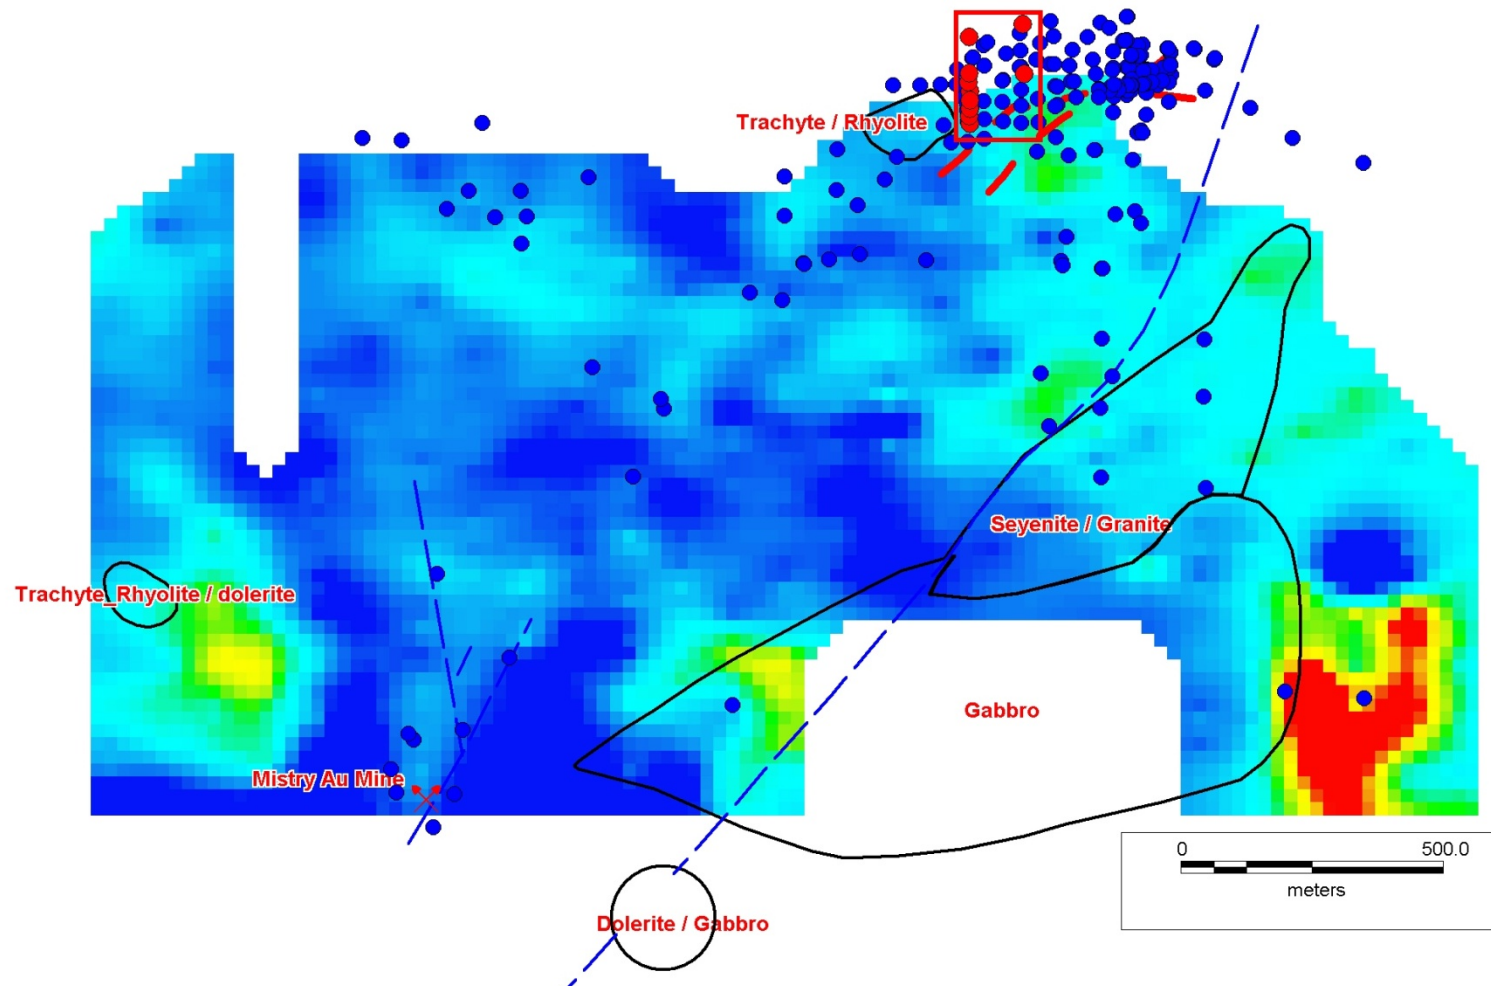 Trachyte / Rhyolite
Seyenite / Granite
Trachyte_Rhyolite / dolerite
Gabbro
Mistry Au Mine
0 500.0
meters
Dolerite / Gabbro